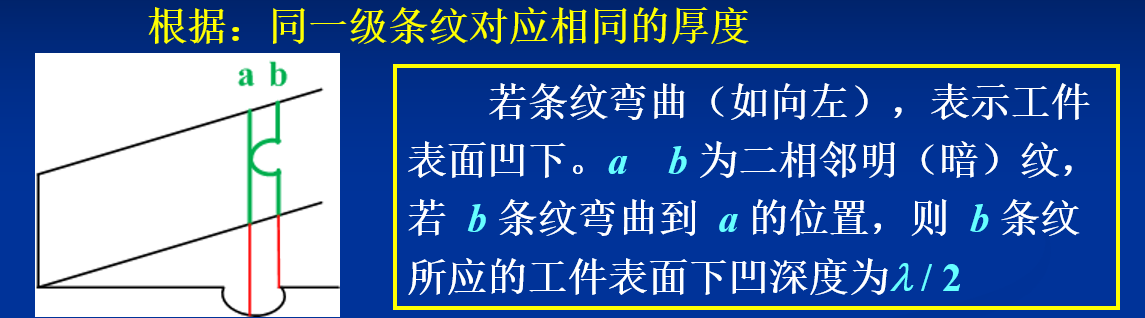 根据：同一级条纹对应相同的厚度
a b
若条纹弯曲（如向左），表示工件
表面凹下。a b 为二相邻明（暗）纹，
若 b 条纹弯曲到 a 的位置，则 b 条纹
所应的工件表面下凹深度为λ / 2